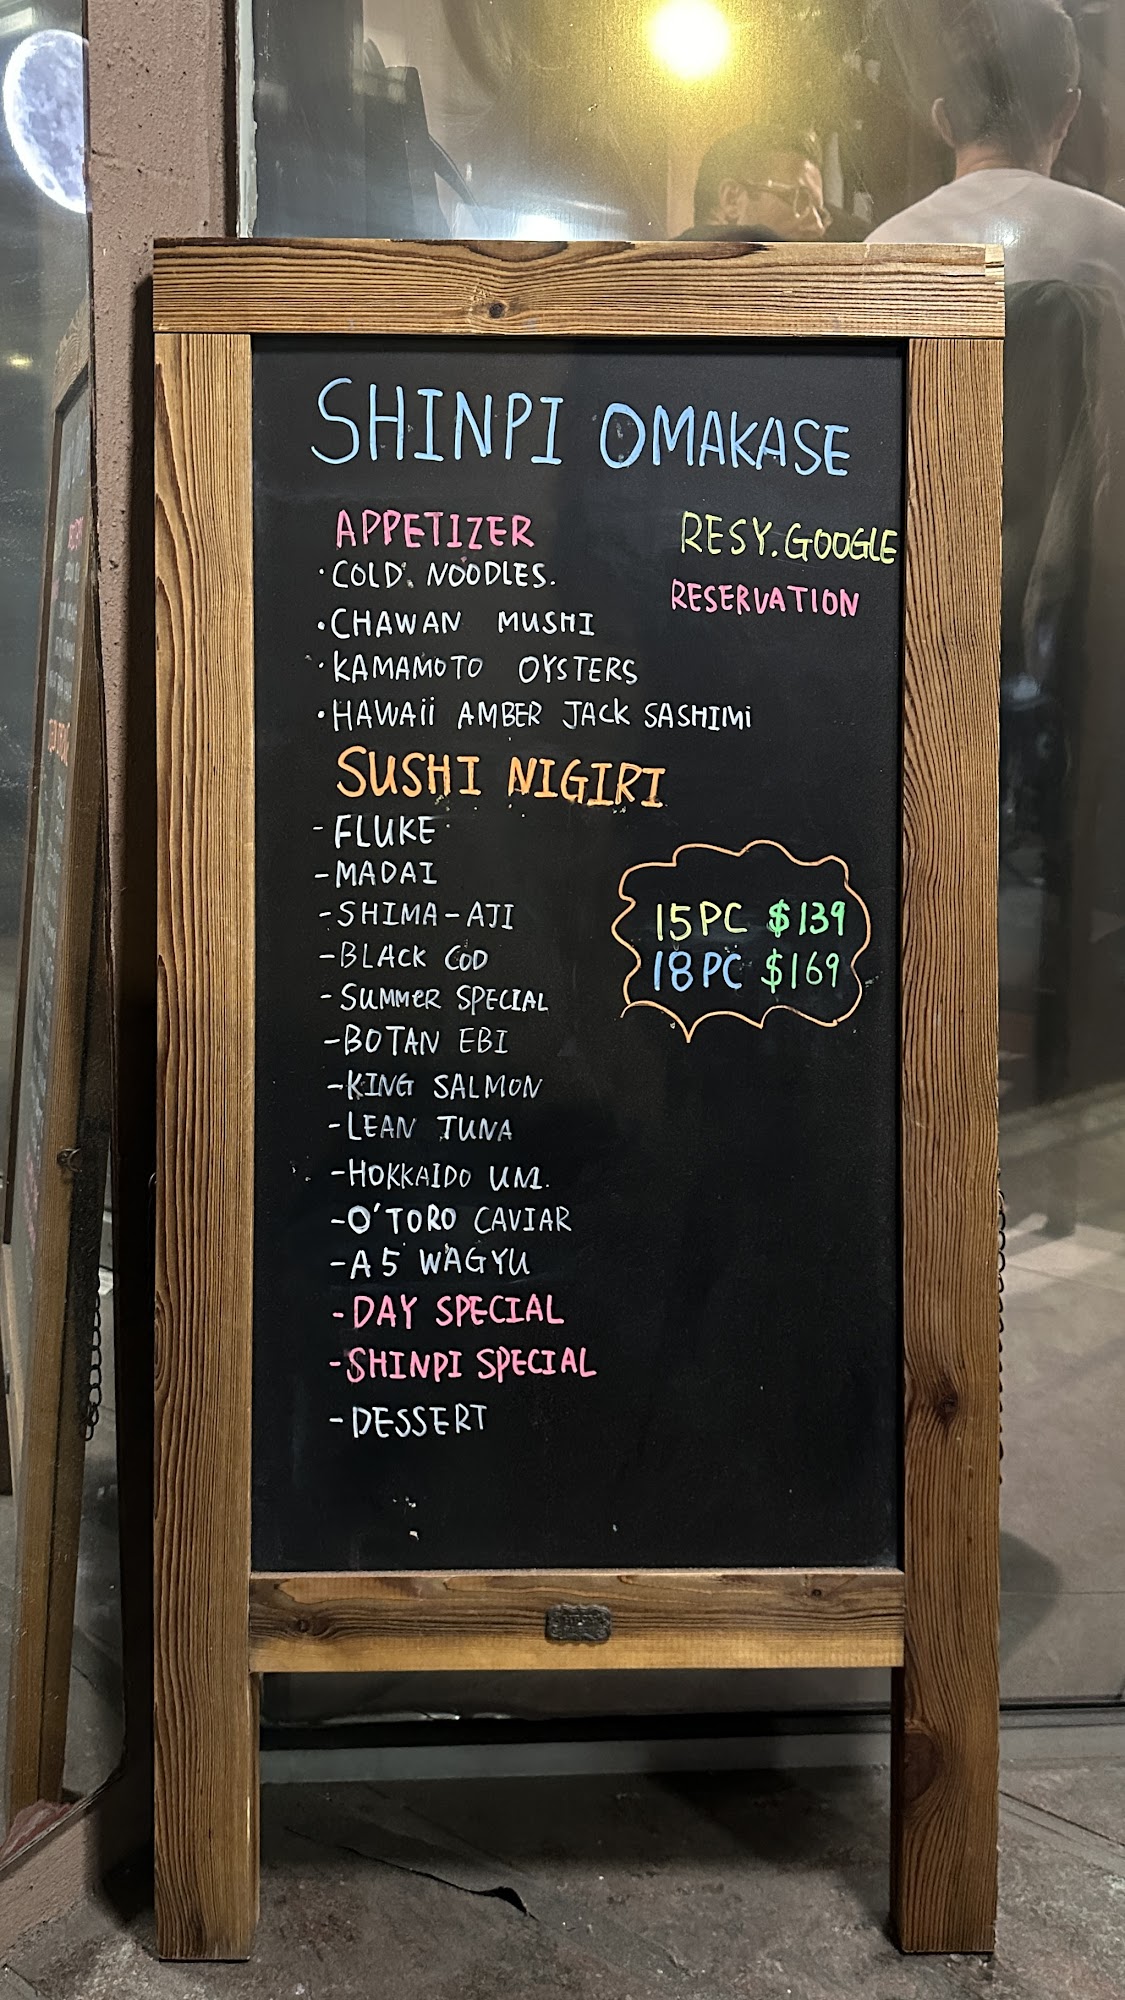 SHINPI OMAKASE
APPETIZER
·COLD NOODLES.
·CHAWAN MUSHI
·KAMAMOTO OYSTERS
·HAWAii AMBER JACK SASHIMi
RESY.GOOGLE
RESERVATION
SUSHI NIGIRI
-FLUKE
-MADAI
-SHIMA-AJI
-BLACK COD
-SUMMER SPECIAL
-BOTAN EBI
-KING SALMON
-LEAN TUNA
-HOKKAIDO UNI.
-O'TORO CAVIAR
-A5 WAGYU
-DAY SPECIAL
-SHINPI SPECIAL
-DESSERT
15PC $139
18PC $169